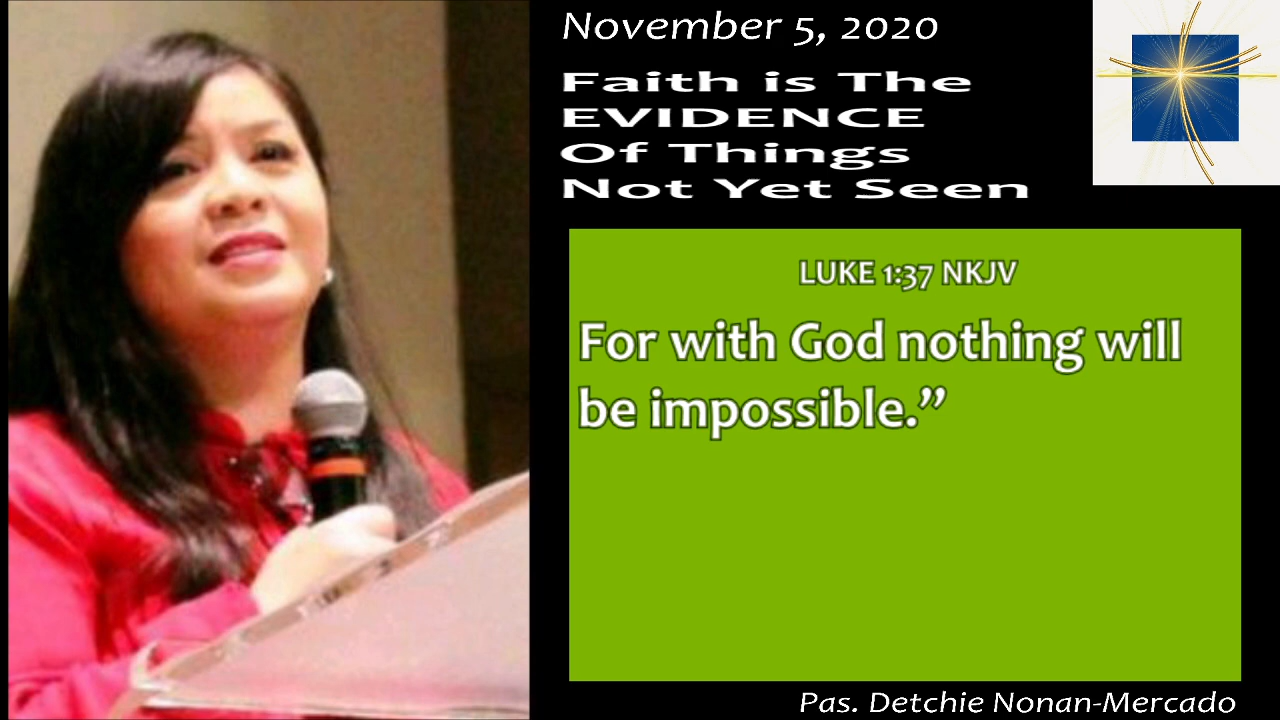 November 5, 2020
Faith is The
EVIDENCE
Of Things
Not Yet Seen
LUKE 1:37 NKJV
For with God nothing will
be impossible.”
Pas. Detchie Nonan-Mercado